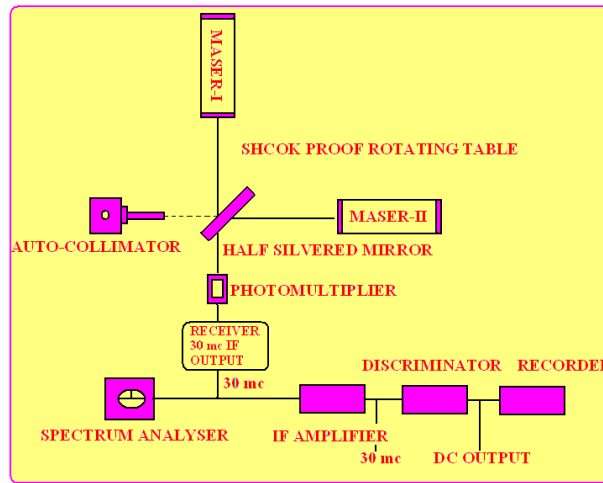 MASER-I
SHCOK PROOF ROTATING TABLE
MASER-II
AUTO-COLLIMATOR
HALF SILVERED MIRROR
PHOTOMULTIPLIER
RECEIVER
30 mc IF
OUTPUT
30 mc
DISCRIMINATOR
RECORDER
SPECTRUM ANALYSER
IF AMPLIFIER
30 mc
DC OUTPUT